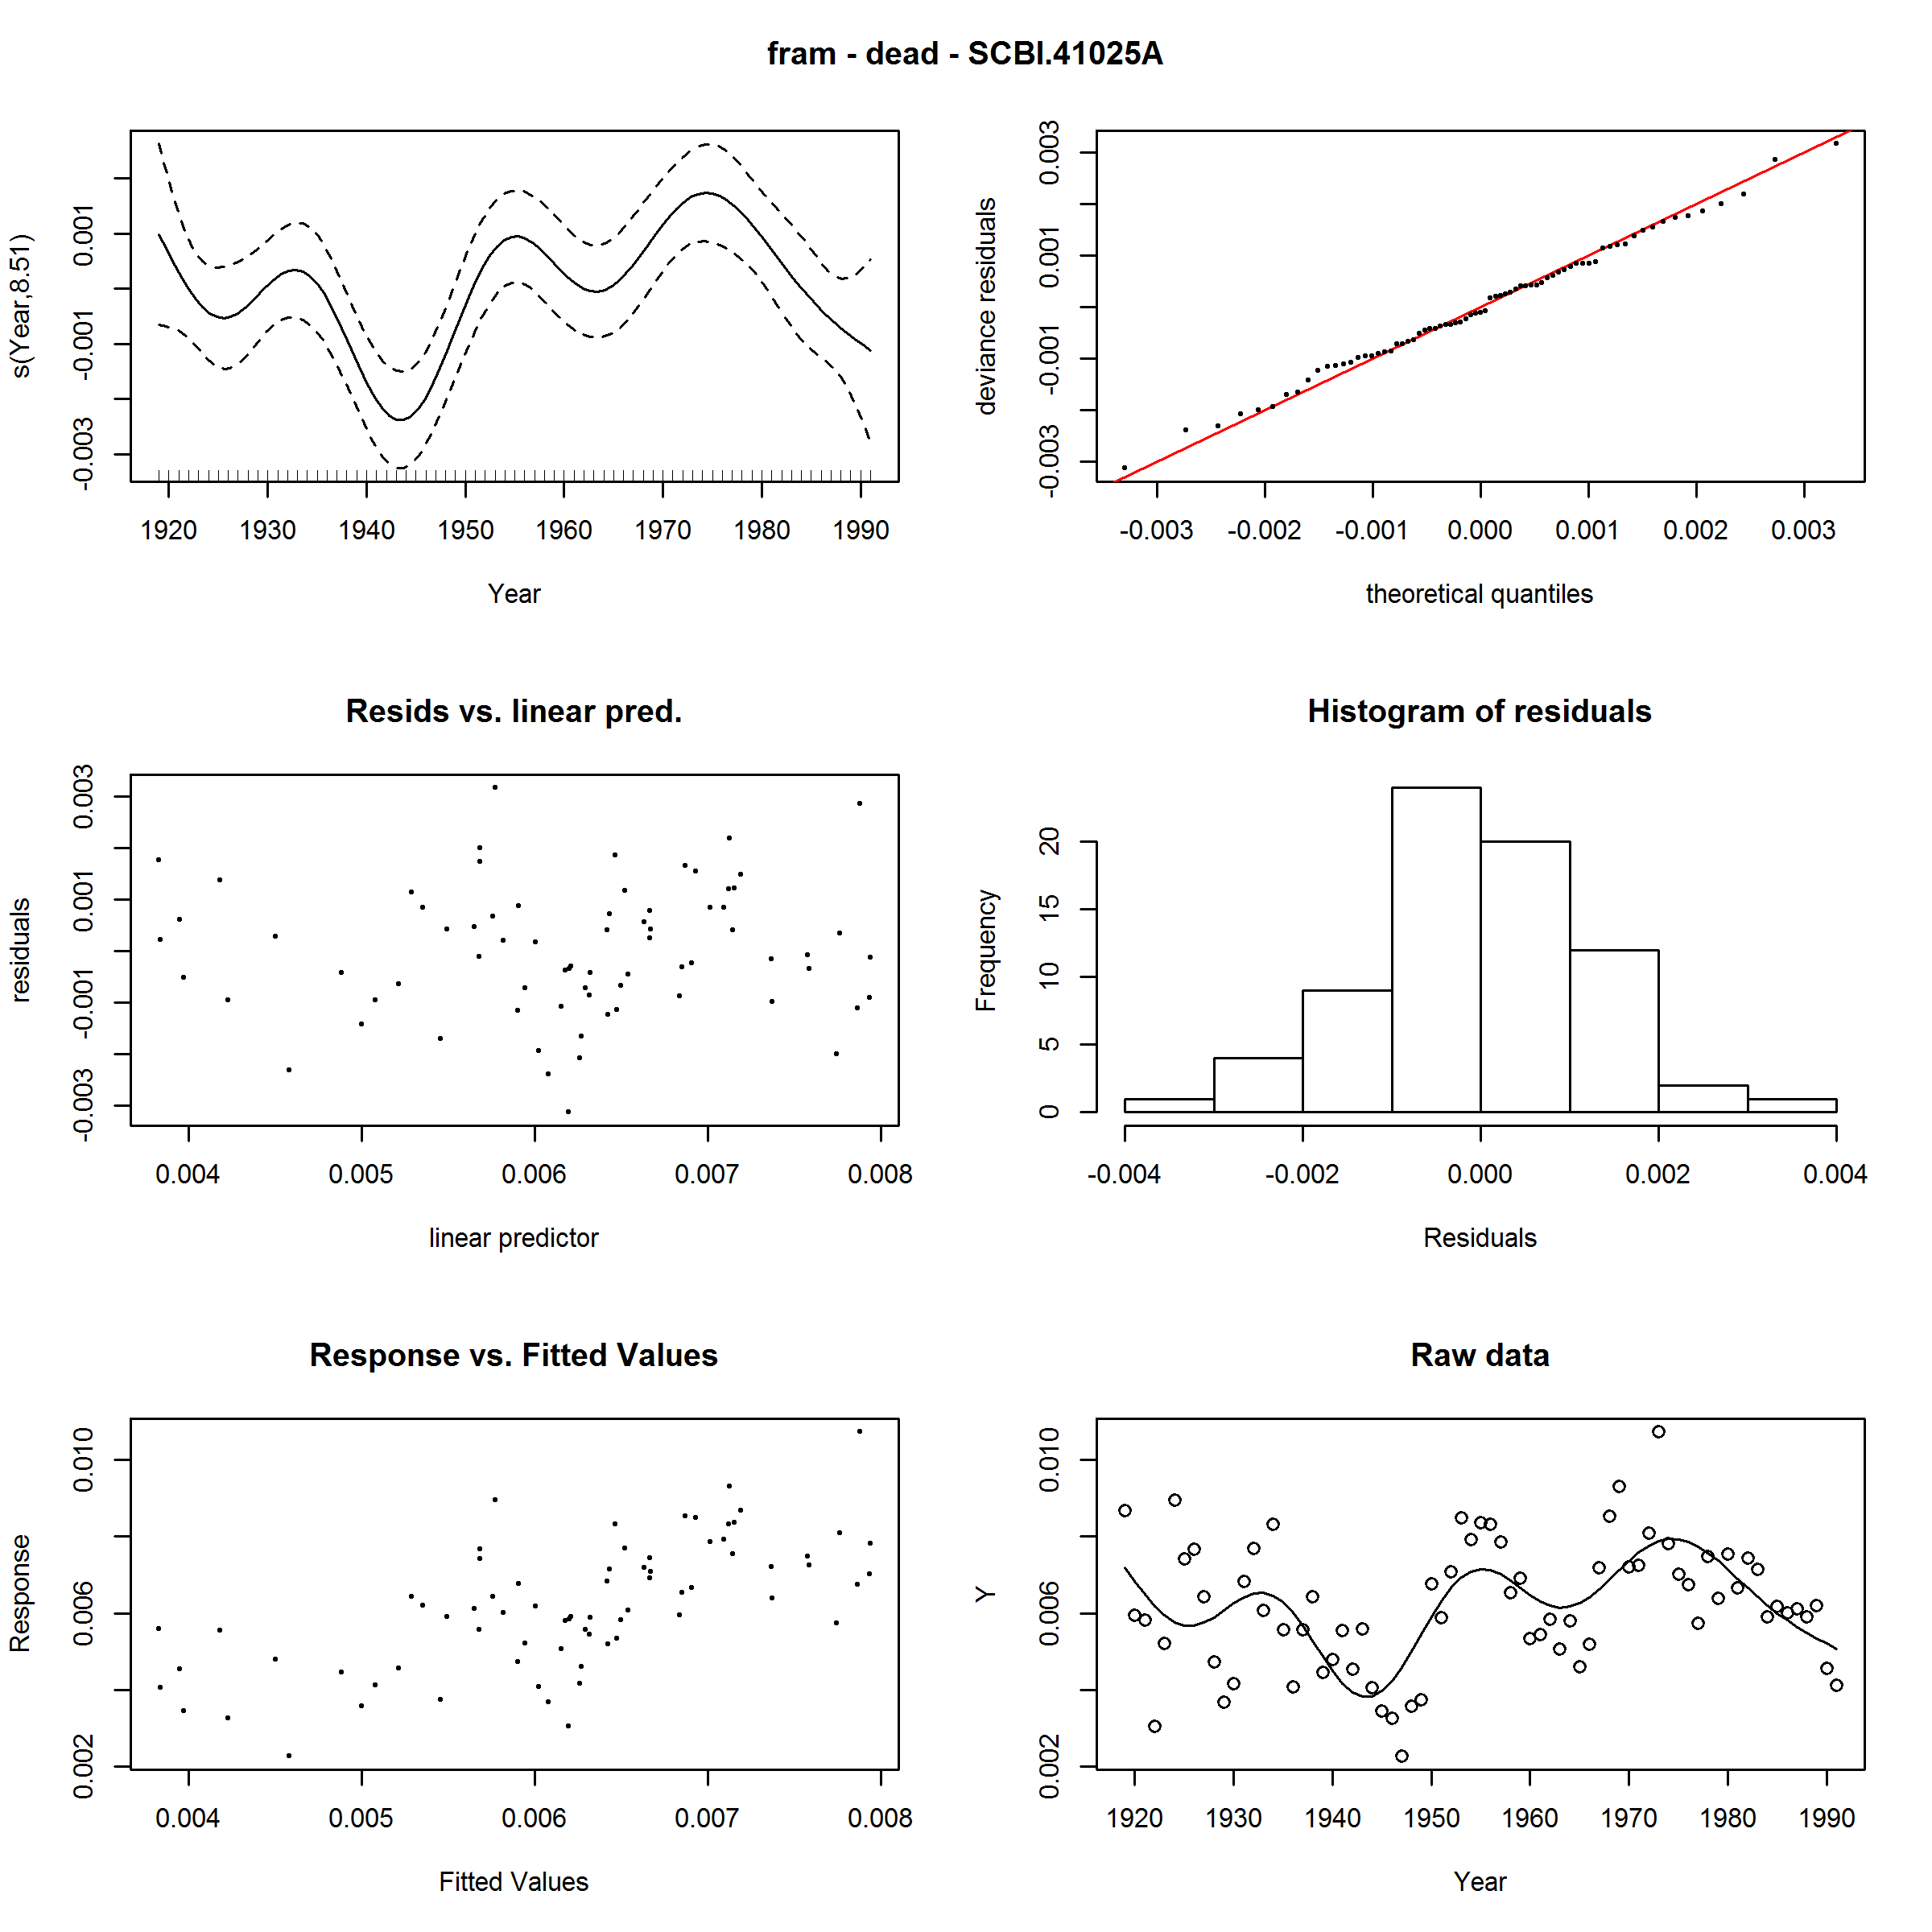 fram - dead - SCBI.41025A
s(Year,8.51)
-0.003 -0.001 0.001
1920 1930 1940 1950 1960 1970 1980 1990
Year
deviance residuals
-0.003 -0.001 0.001 0.003
-0.003 -0.002 -0.001 0.000 0.001 0.002 0.003
theoretical quantiles
Resids vs. linear pred.
residuals
-0.003 -0.001 0.001 0.003
0.004 0.005 0.006 0.007 0.008
linear predictor
Histogram of residuals
Frequency
0 5 10 15 20
-0.004 -0.002 0.000 0.002 0.004
Residuals
Response vs. Fitted Values
Response
0.002 0.006 0.010
0.004 0.005 0.006 0.007 0.008
Fitted Values
Raw data
Y
0.002 0.006 0.010
1920 1930 1940 1950 1960 1970 1980 1990
Year